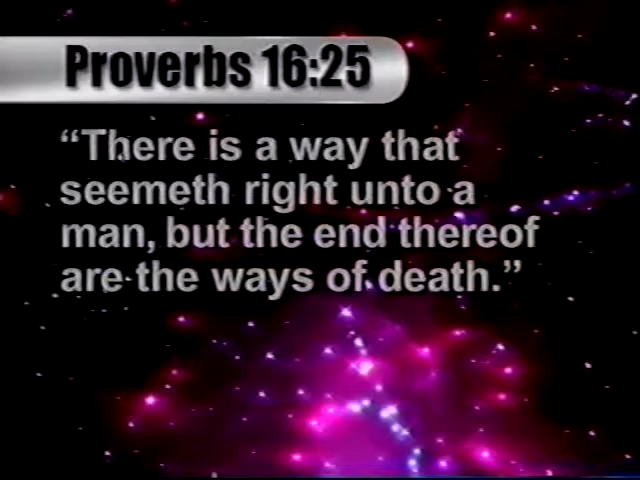 Proverbs 16:25
“There is a way that
seemeth right unto a
man, but the end thereof
are the ways of death.”